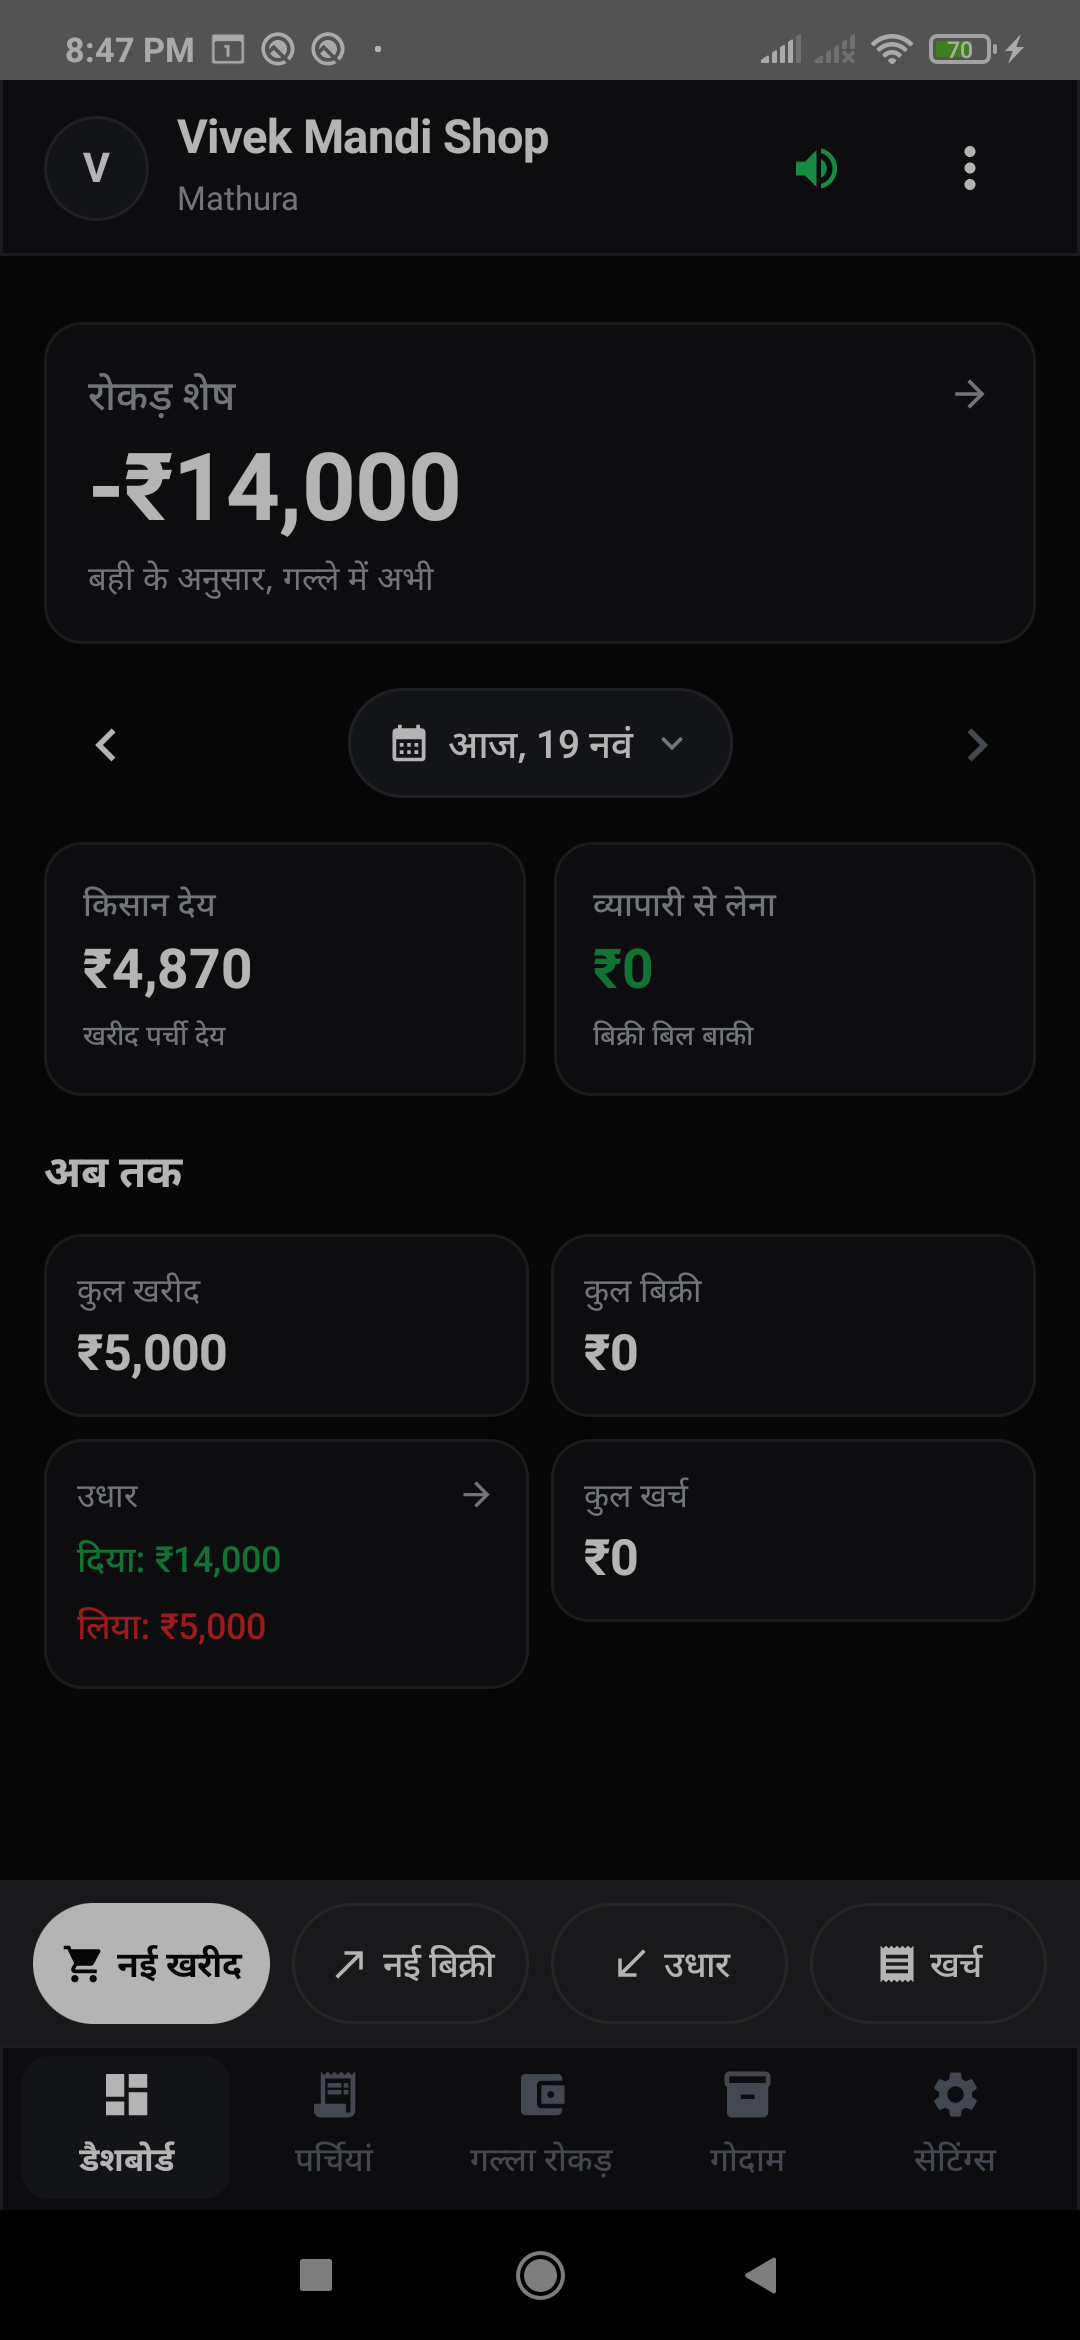 8:47 PM
1
70
V
Vivek Mandi Shop
Mathura
रोकड़ शेष
-₹14,000
बही के अनुसार, गल्ले में अभी
आज, 19 नवं
किसान देय
₹4,870
खरीद पर्ची देय
व्यापारी से लेना
₹0
बिक्री बिल बाकी
अब तक
कुल खरीद
₹5,000
कुल बिक्री
₹0
उधार
दिया: ₹14,000
लिया: ₹5,000
कुल खर्च
₹0
नई खरीद
नई बिक्री
उधार
खर्च
डैशबोर्ड
पर्चियां
गल्ला रोकड़
गोदाम
सेटिंग्स